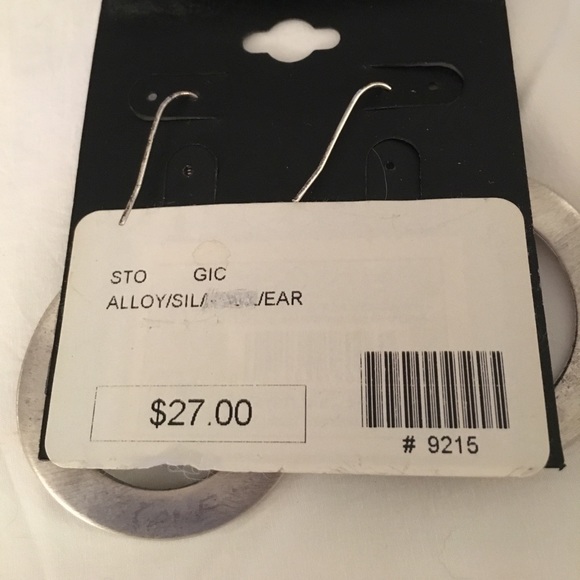 STO GIC
ALLOY/SIL/ /EAR
$27.00
# 9215